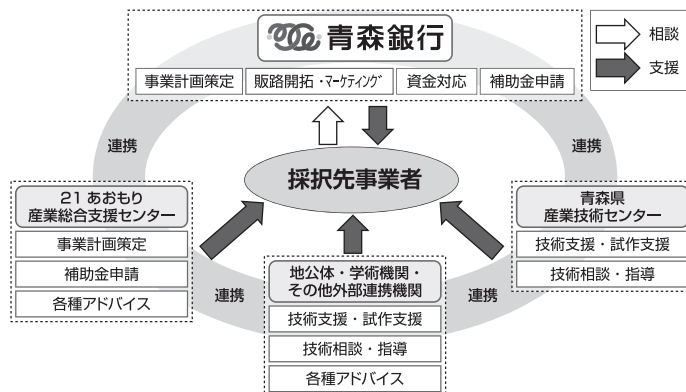 青森銀行
事業計画策定
販路開拓・マーケティング
資金対応
補助金申請
相談
支援
連携
連携
採択先事業者
21あおもり
産業総合支援センター
事業計画策定
補助金申請
各種アドバイス
青森県
産業技術センター
技術支援・試作支援
技術相談・指導
連携
連携
地公体・学術機関・
その他外部連携機関
技術支援・試作支援
技術相談・指導
各種アドバイス